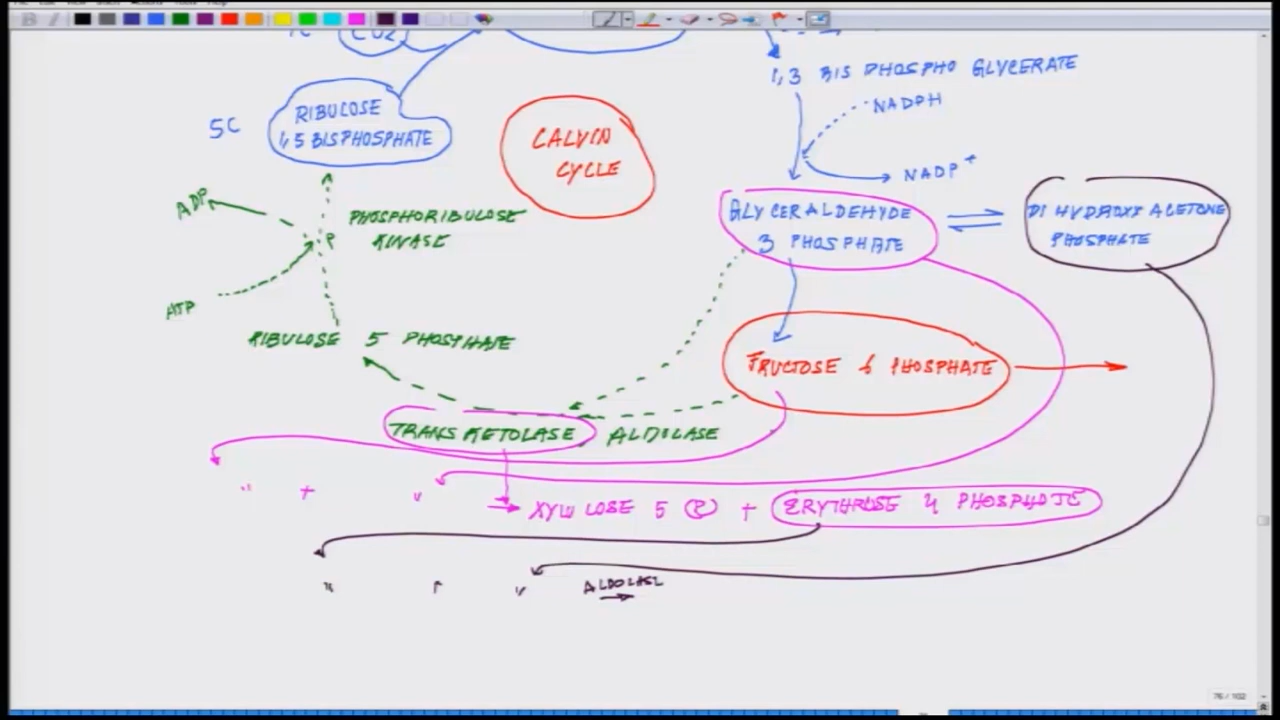 CO2
1,3 BIS PHOSPHO GLYCERATE
RIBULOSE
1,5 BISPHOSPHATE
5C
NADPH
CALVIN
CYCLE
NADP+
ADP
PHOSPHORIBULOSE
KINASE
P
GLYCERALDEHYDE
3 PHOSPHATE
DI HYDROXY ACETONE
PHOSPHATE
ATP
RIBULOSE 5 PHOSPHATE
FRUCTOSE 6 PHOSPHATE
TRANSKETOLASE ALDOLASE
" + " XYLULOSE 5 (P) + ERYTHROSE 4 PHOSPHATE
ALDOLASE
76 / 102